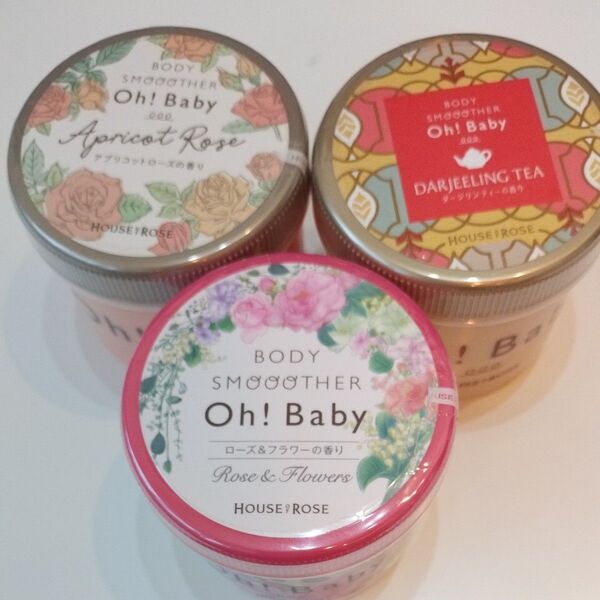 BODY
SMOOOTHER
Oh! Baby
Apricot Rose
アプリコットローズの香り
HOUSE OF ROSE
BODY
SMOOOTHER
Oh! Baby
DARJEELING TEA
ダージリンティーの香り
HOUSE OF ROSE
BODY
SMOOOTHER
Oh! Baby
ローズ&フラワーの香り
Rose & Flowers
HOUSE OF ROSE
Oh! Baby